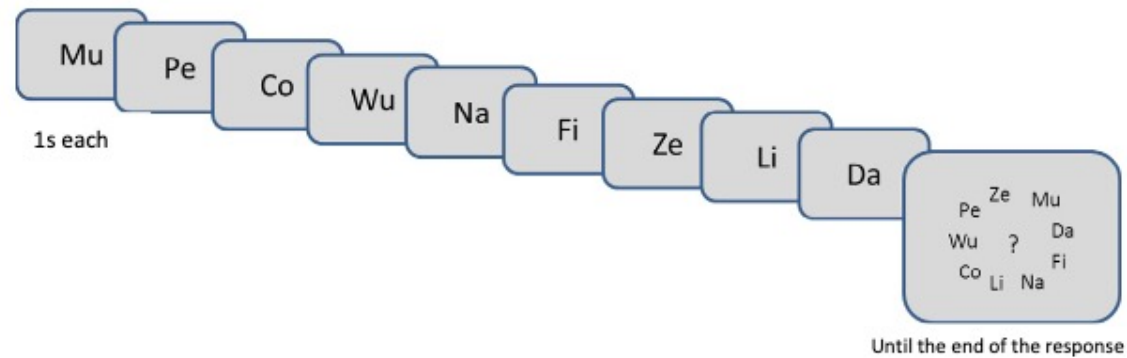 Mu
Pe
Co
Wu
Na
Fi
Ze
Li
Da
1s each
Ze Mu
Pe
Da
Wu ?
Fi
Co
Li Na
Until the end of the response